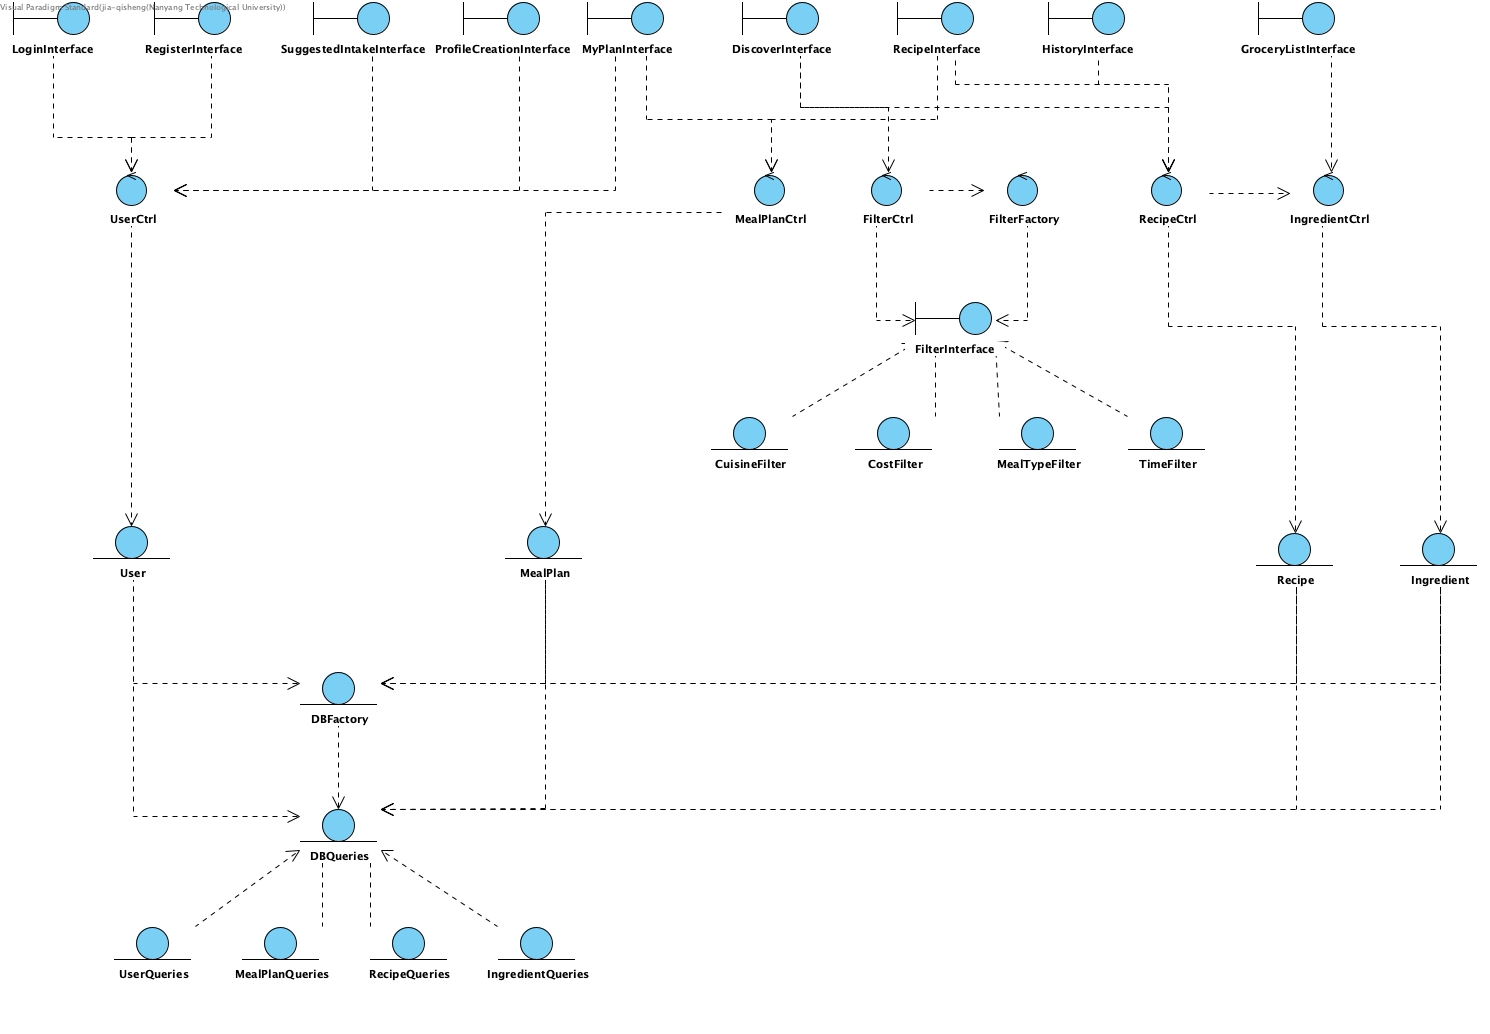 Visual Paradigm Standard(jia-qisheng(Nanyang Technological University))
LoginInterface
RegisterInterface
SuggestedIntakeInterface
ProfileCreationInterface
MyPlanInterface
DiscoverInterface
RecipeInterface
HistoryInterface
GroceryListInterface
UserCtrl
MealPlanCtrl
FilterCtrl
FilterFactory
RecipeCtrl
IngredientCtrl
FilterInterface
CuisineFilter
CostFilter
MealTypeFilter
TimeFilter
User
MealPlan
Recipe
Ingredient
DBFactory
DBQueries
UserQueries
MealPlanQueries
RecipeQueries
IngredientQueries